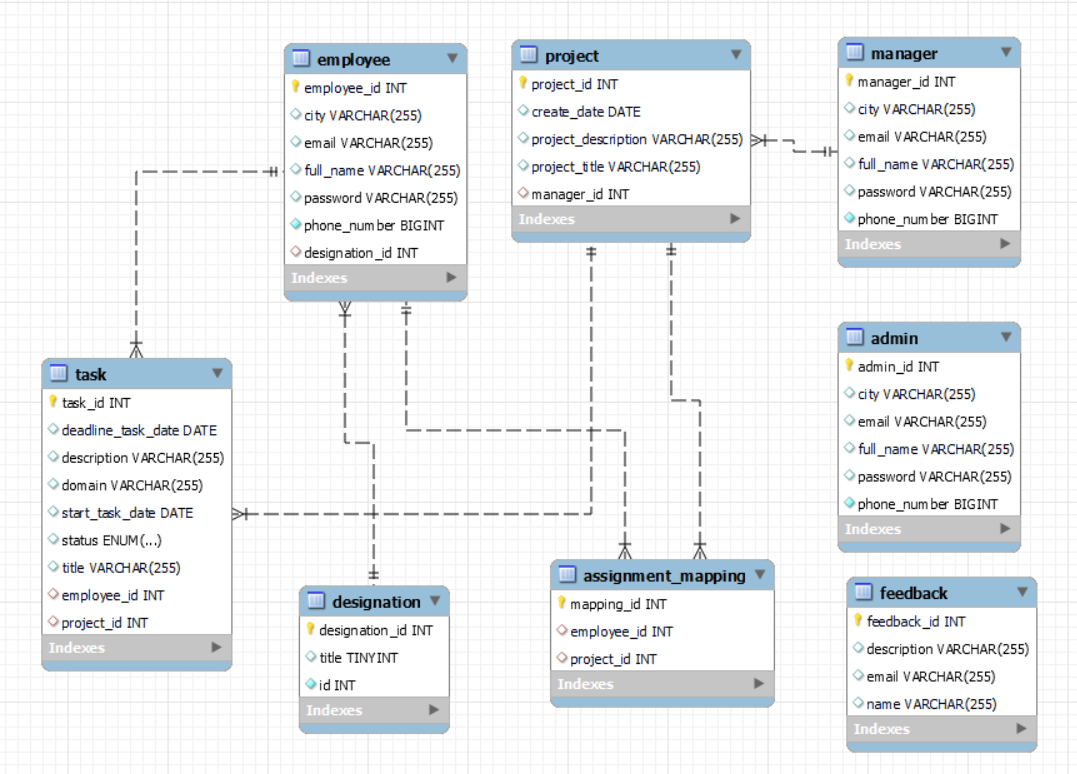 employee
employee_id INT
city VARCHAR(255)
email VARCHAR(255)
full_name VARCHAR(255)
password VARCHAR(255)
phone_number BIGINT
designation_id INT
Indexes
project
project_id INT
create_date DATE
project_description VARCHAR(255)
project_title VARCHAR(255)
manager_id INT
Indexes
manager
manager_id INT
city VARCHAR(255)
email VARCHAR(255)
full_name VARCHAR(255)
password VARCHAR(255)
phone_number BIGINT
Indexes
admin
admin_id INT
city VARCHAR(255)
email VARCHAR(255)
full_name VARCHAR(255)
password VARCHAR(255)
phone_number BIGINT
Indexes
task
task_id INT
deadline_task_date DATE
description VARCHAR(255)
domain VARCHAR(255)
start_task_date DATE
status ENUM(...)
title VARCHAR(255)
employee_id INT
project_id INT
Indexes
designation
designation_id INT
title TINYINT
id INT
Indexes
assignment_mapping
mapping_id INT
employee_id INT
project_id INT
Indexes
feedback
feedback_id INT
description VARCHAR(255)
email VARCHAR(255)
name VARCHAR(255)
Indexes